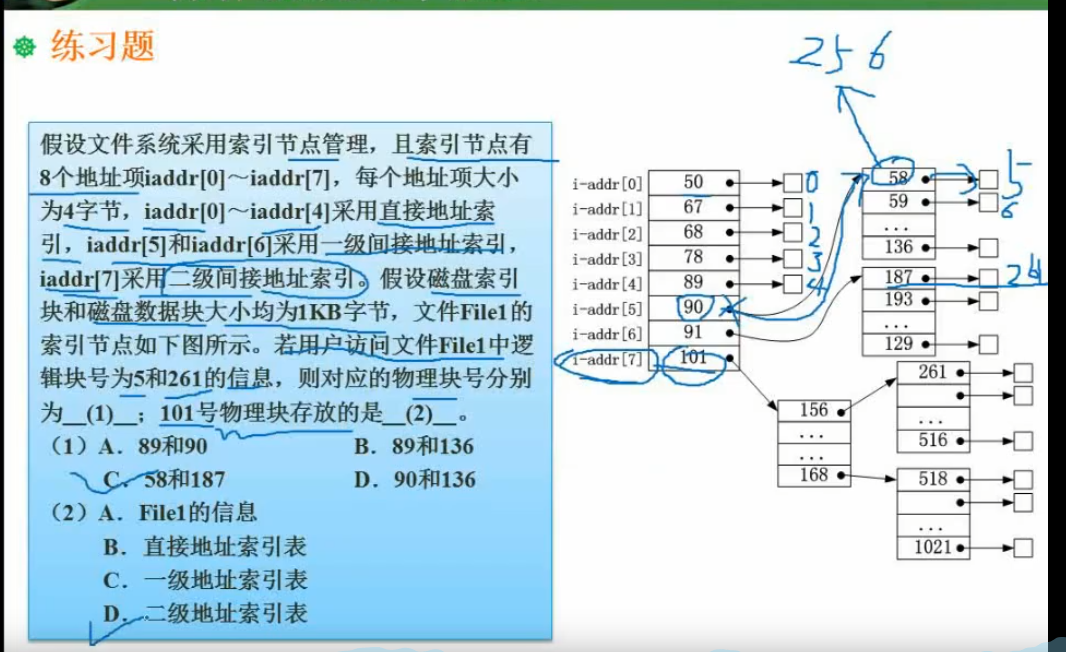 练习题
256
假设文件系统采用索引节点管理，且索引节点有
8个地址项iaddr[0]～iaddr[7]，每个地址项大小
为4字节，iaddr[0]～iaddr[4]采用直接地址索
引，iaddr[5]和iaddr[6]采用一级间接地址索引，
iaddr[7]采用二级间接地址索引。假设磁盘索引
块和磁盘数据块大小均为1KB字节，文件File1的
索引节点如下图所示。若用户访问文件File1中逻
辑块号为5和261的信息，则对应的物理块号分别
为__(1)__；101号物理块存放的是__(2)__。
（1）A．89和90 B．89和136
C．58和187 D．90和136
（2）A．File1的信息
B．直接地址索引表
C．一级地址索引表
D．二级地址索引表
i-addr[0] 50 0
i-addr[1] 67 1
i-addr[2] 68 2
i-addr[3] 78 3
i-addr[4] 89 4
i-addr[5] 90
i-addr[6] 91
i-addr[7] 101
58 5
59 6
...
136
187
193
...
129
156
...
...
168
261
...
516
518
...
1021